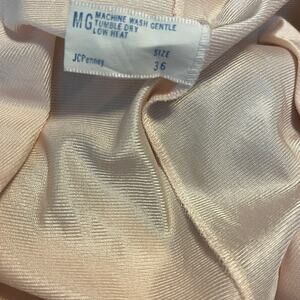 MG MACHINE WASH GENTLE
TUMBLE DRY
LOW HEAT
SIZE
JCPenney 36